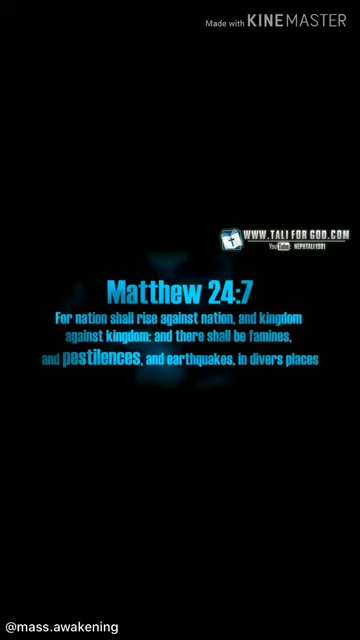 Made with KINEMASTER
WWW.TALI FOR GOD.COM
YouTube: NEPHTALI1981
Matthew 24:7
For nation shall rise against nation, and kingdom
against kingdom: and there shall be famines,
and pestilences, and earthquakes, in divers places
@mass.awakening